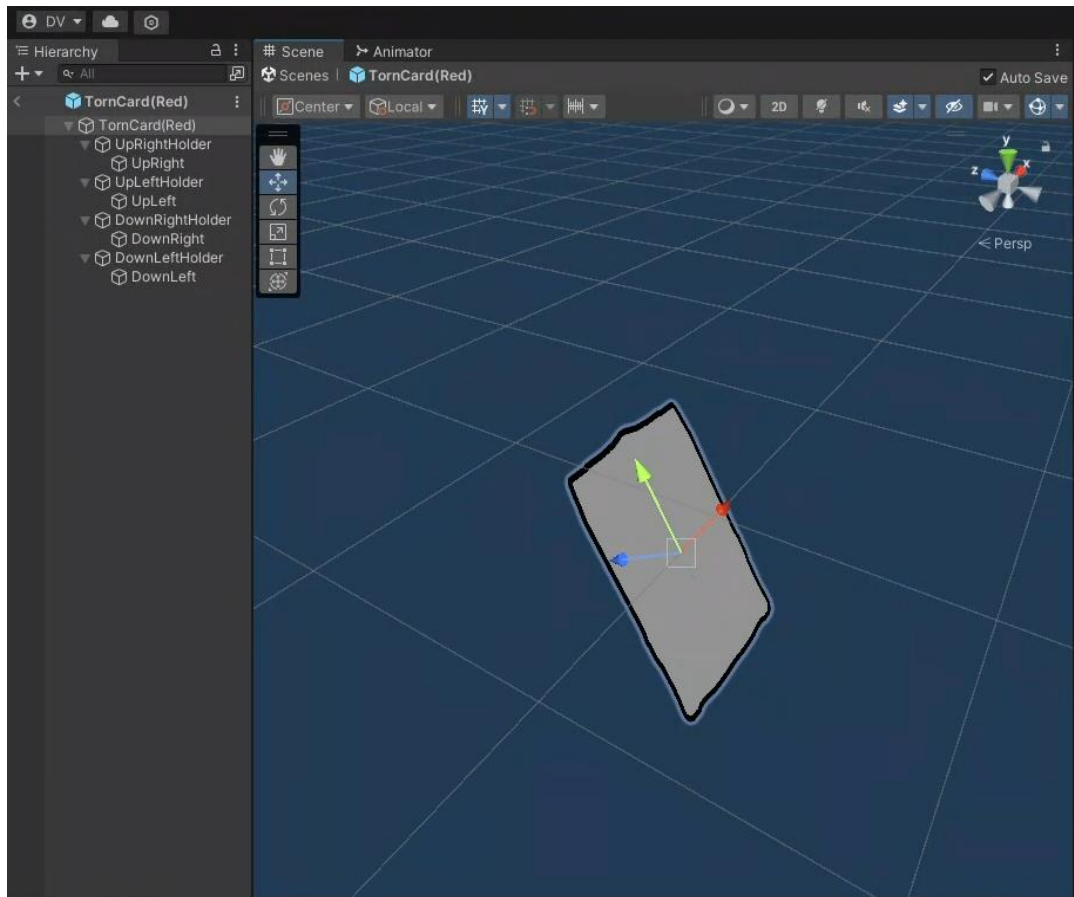 DV
Hierarchy
# Scene
Animator
All
Scenes
TornCard(Red)
Auto Save
TornCard(Red)
Center
Local
2D
TornCard(Red)
UpRightHolder
UpRight
UpLeftHolder
UpLeft
DownRightHolder
DownRight
DownLeftHolder
DownLeft
y
x
z
Persp